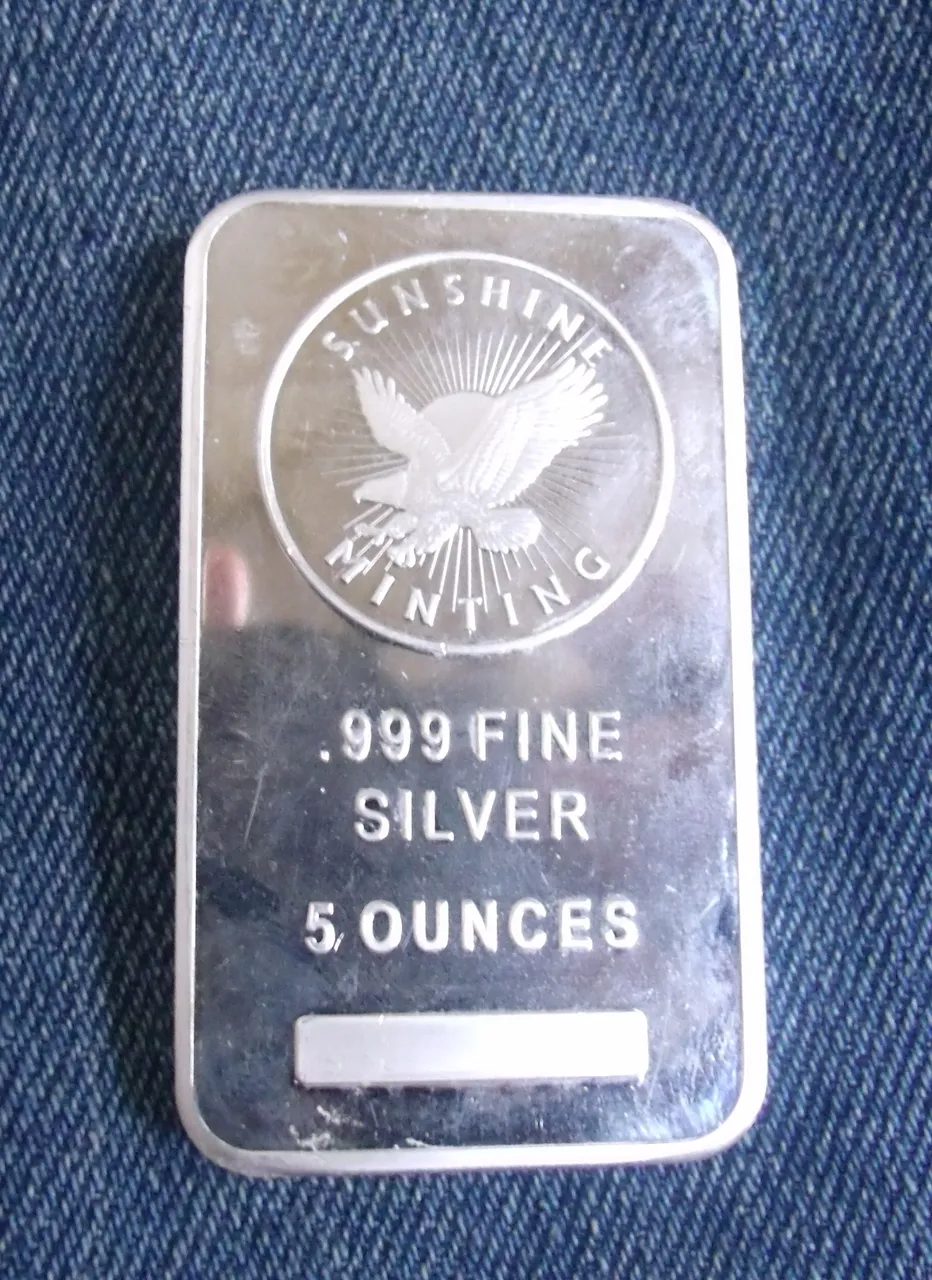 SUNSHINE
MINTING
.999 FINE
SILVER
5 OUNCES